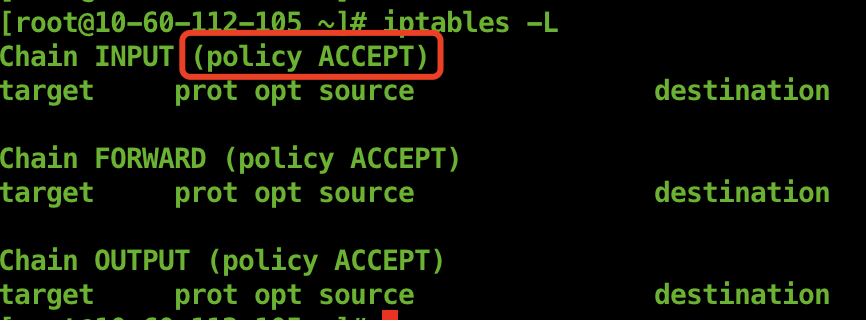 [root@10-60-112-105 ~]# iptables -L
Chain INPUT (policy ACCEPT)
target prot opt source destination
Chain FORWARD (policy ACCEPT)
target prot opt source destination
Chain OUTPUT (policy ACCEPT)
target prot opt source destination